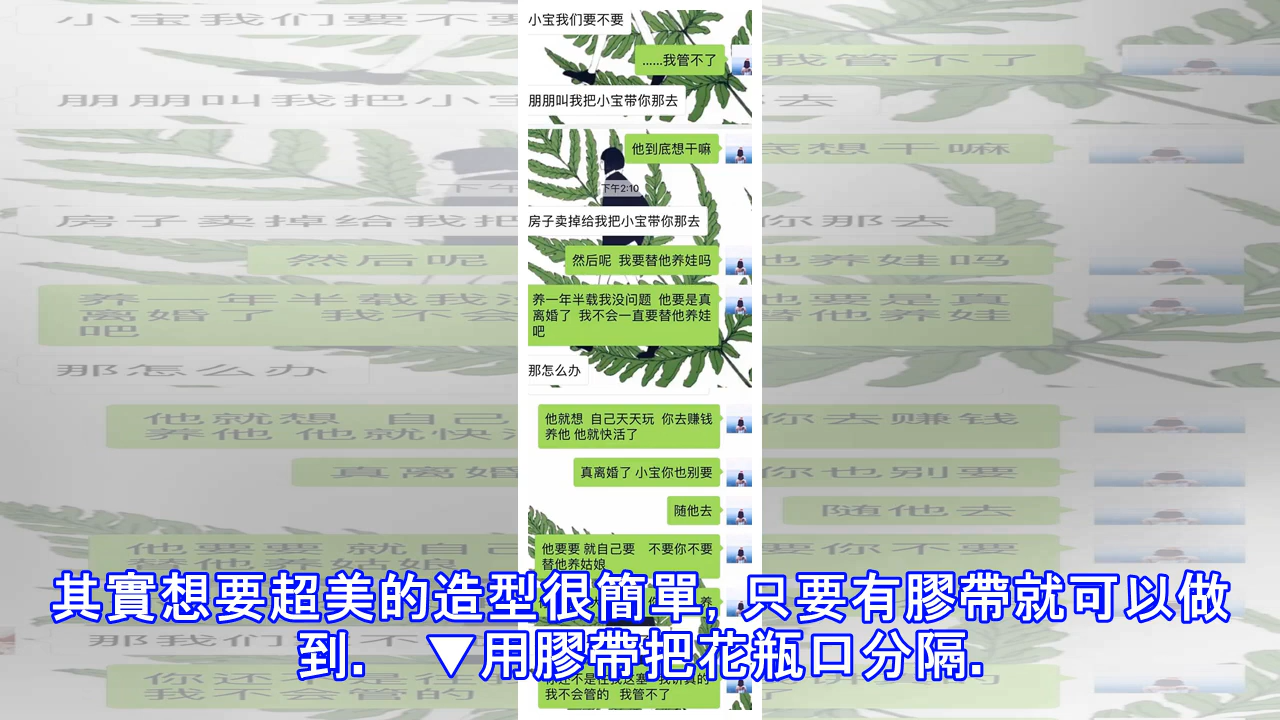 小宝我们要不要
......我管不了
朋朋叫我把小宝带你那去
他到底想干嘛
下午2:10
房子卖掉给我把小宝带你那去
然后呢 我要替他养娃吗
养一年半载我没问题 他要是真
离婚了 我不会一直要替他养娃
吧
那怎么办
他就想 自己天天玩 你去赚钱
养他 他就快活了
真离婚了 小宝你也别要
随他去
他要要 就自己要 不要你不要
替他养姑娘
其實想要超美的造型很簡單, 只要有膠帶就可以做
到. ▼用膠帶把花瓶口分隔.
我不会管的 我管不了